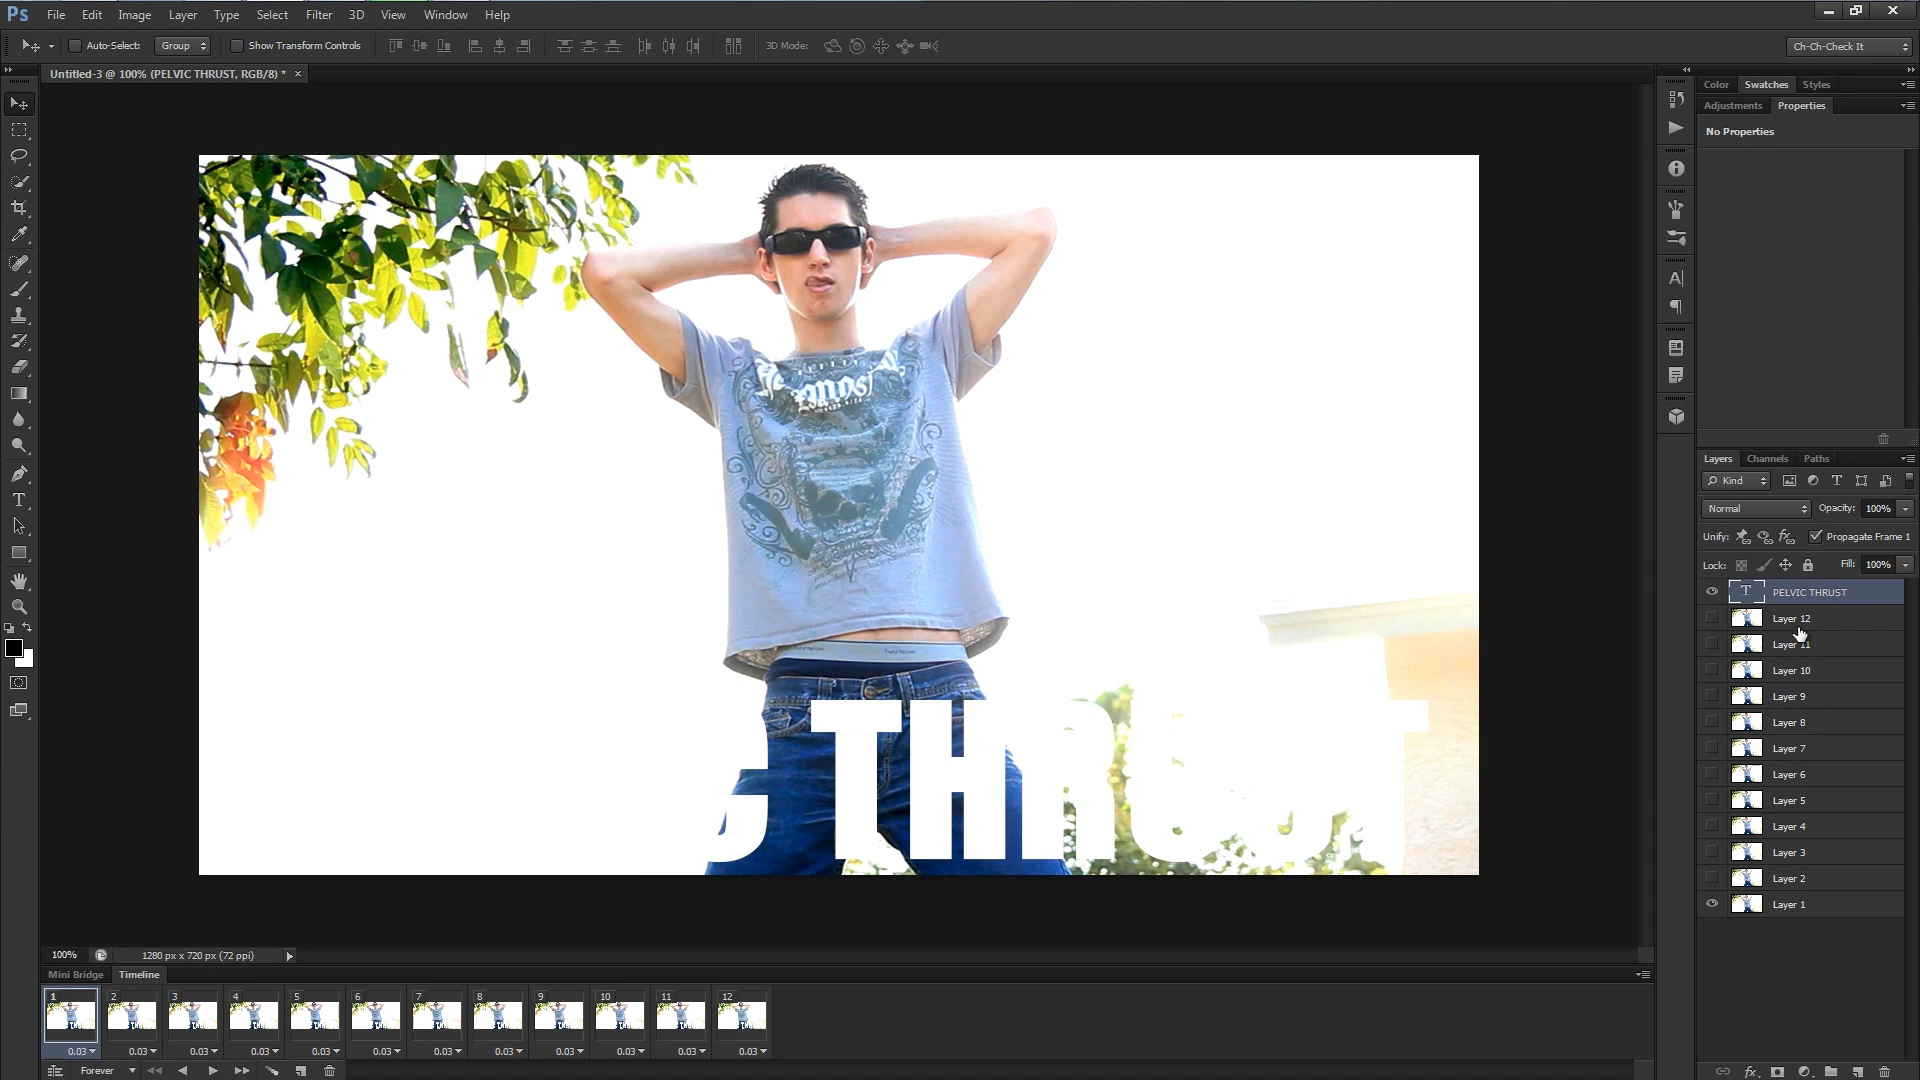 Ps File Edit Image Layer Type Select Filter 3D View Window Help
Auto-Select: Group Show Transform Controls 3D Mode: Ch-Ch-Check It
Untitled-3 @ 100% (PELVIC THRUST, RGB/8) * ×
Color Swatches Styles
Adjustments Properties
No Properties
C THRUST
Layers Channels Paths
Kind
Normal Opacity: 100%
Unify: Propagate Frame 1
Lock: Fill: 100%
T PELVIC THRUST
Layer 12
Layer 11
Layer 10
Layer 9
Layer 8
Layer 7
Layer 6
Layer 5
Layer 4
Layer 3
Layer 2
Layer 1
100% 1280 px x 720 px (72 ppi)
Mini Bridge Timeline
1 2 3 4 5 6 7 8 9 10 11 12
0.03 0.03 0.03 0.03 0.03 0.03 0.03 0.03 0.03 0.03 0.03 0.03
Forever
fx